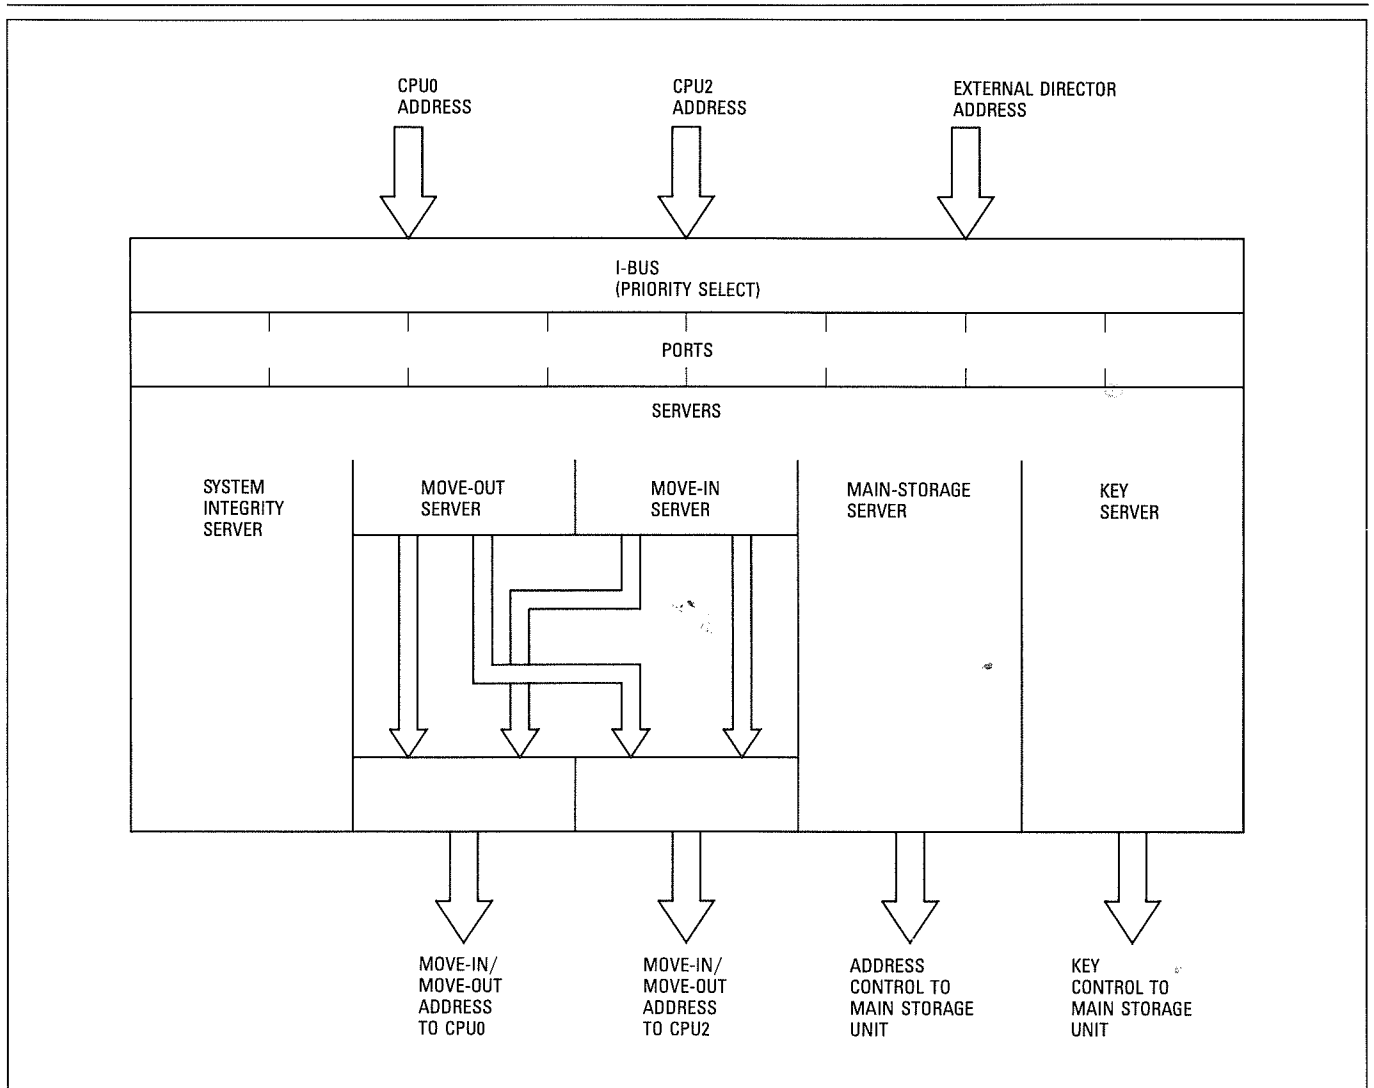 CPU0
ADDRESS
CPU2
ADDRESS
EXTERNAL DIRECTOR
ADDRESS
I-BUS
(PRIORITY SELECT)
PORTS
SERVERS
SYSTEM
INTEGRITY
SERVER
MOVE-OUT
SERVER
MOVE-IN
SERVER
MAIN-STORAGE
SERVER
KEY
SERVER
MOVE-IN/
MOVE-OUT
ADDRESS
TO CPU0
MOVE-IN/
MOVE-OUT
ADDRESS
TO CPU2
ADDRESS
CONTROL TO
MAIN STORAGE
UNIT
KEY
CONTROL TO
MAIN STORAGE
UNIT